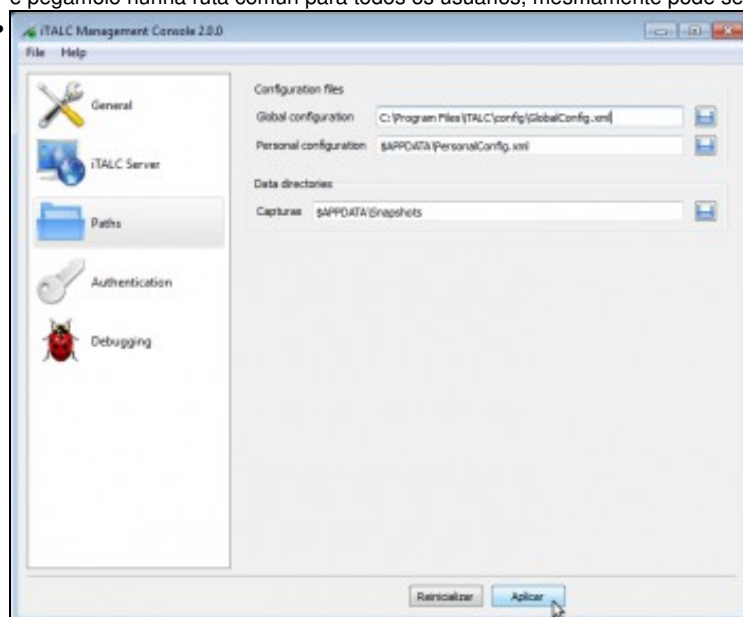 e pegámolo nunha ruta común para todos os usuarios, mesmamente pode se
iTALC Management Console 2.0.0
File Help
General
iTALC Server
Paths
Authentication
Debugging
Configuration files
Global configuration C:\Program Files\iTALC\config\GlobalConfig.xml
Personal configuration $APPDATA\PersonalConfig.xml
Data directories
Capturas $APPDATA\Snapshots
Reinicializar Aplicar